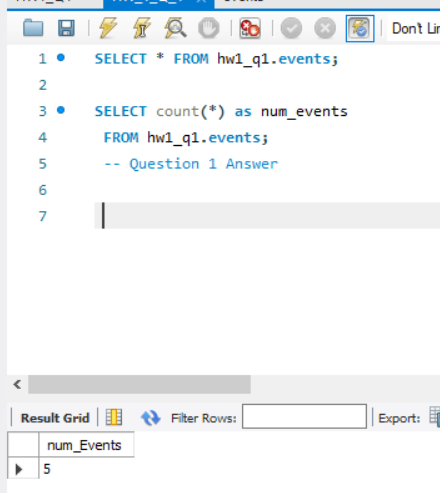 Don't Lir
1 SELECT * FROM hw1_q1.events;
2
3 SELECT count(*) as num_events
4 FROM hw1_q1.events;
5 -- Question 1 Answer
6
7
Result Grid Filter Rows: Export:
num_Events
5